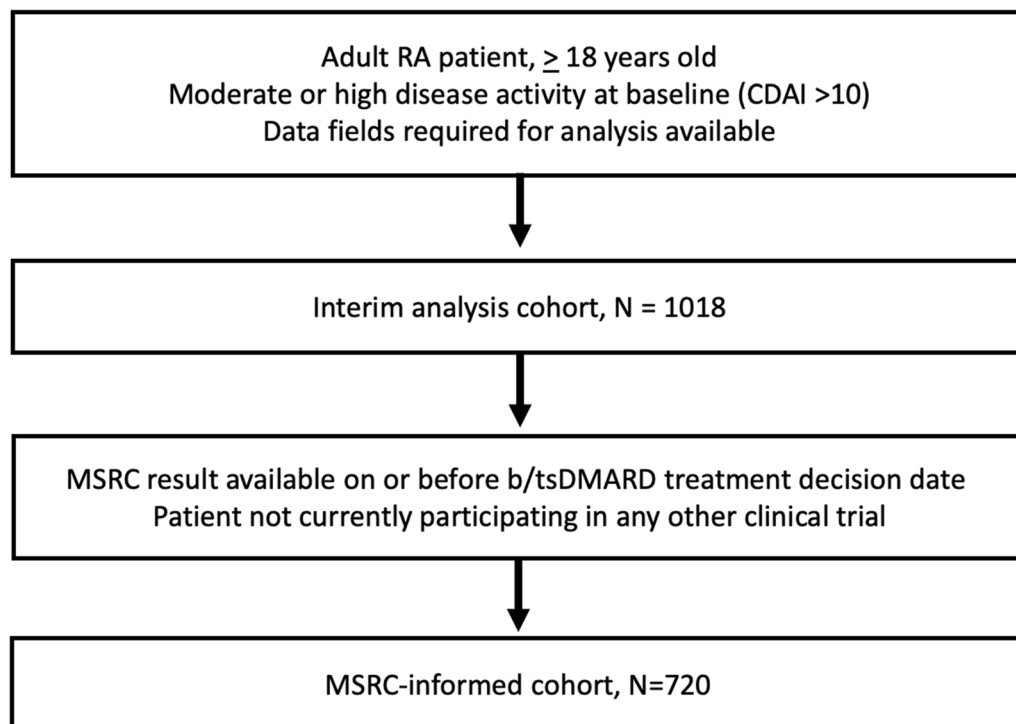 Adult RA patient, ≥ 18 years old
Moderate or high disease activity at baseline (CDAI >10)
Data fields required for analysis available
Interim analysis cohort, N = 1018
MSRC result available on or before b/tsDMARD treatment decision date
Patient not currently participating in any other clinical trial
MSRC-informed cohort, N=720